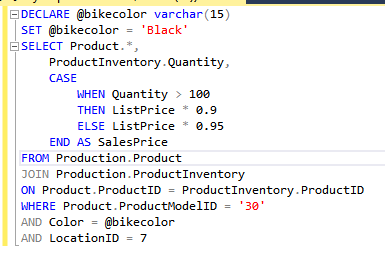 DECLARE @bikecolor varchar(15)
SET @bikecolor = 'Black'
SELECT Product.*,
ProductInventory.Quantity,
CASE
WHEN Quantity > 100
THEN ListPrice * 0.9
ELSE ListPrice * 0.95
END AS SalesPrice
FROM Production.Product
JOIN Production.ProductInventory
ON Product.ProductID = ProductInventory.ProductID
WHERE Product.ProductModelID = '30'
AND Color = @bikecolor
AND LocationID = 7